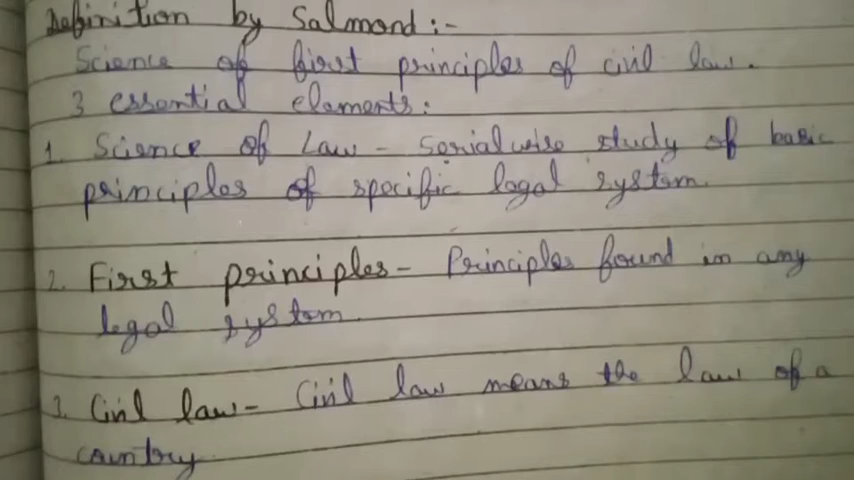 Definition by Salmond:-
Science of first principles of civil law.
3 essential elements:
1. Science of Law - Serialwise study of basic
principles of specific legal system.
2. First principles - Principles found in any
legal system.
3. Civil law - Civil law means the law of a
country